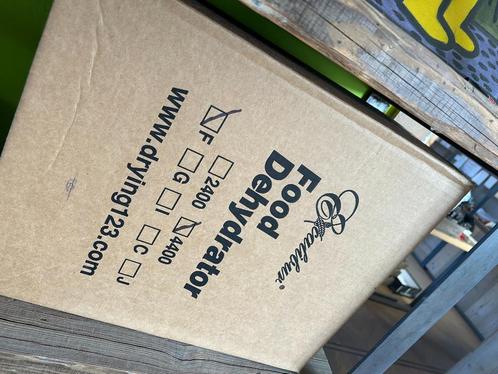 Excalibur®
Food
Dehydrator
☐ 2400 ☑ 4400
☑ F ☐ G ☐ I ☐ C ☐ J
www.drying123.com